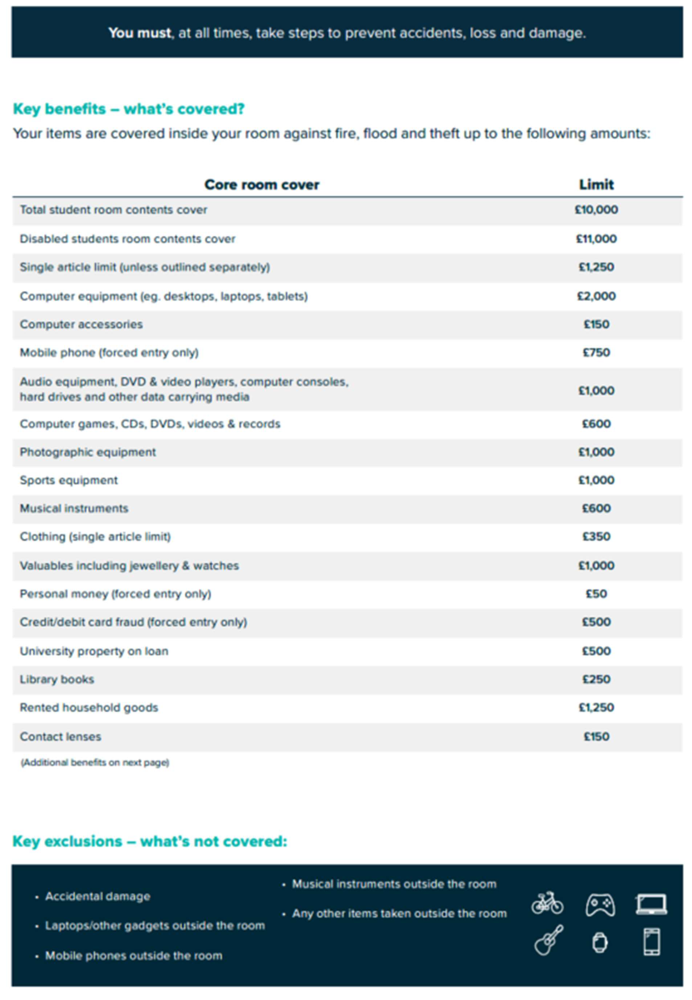 You must, at all times, take steps to prevent accidents, loss and damage.
Key benefits – what's covered?
Your items are covered inside your room against fire, flood and theft up to the following amounts:
Core room cover Limit
Total student room contents cover £10,000
Disabled students room contents cover £11,000
Single article limit (unless outlined separately) £1,250
Computer equipment (eg. desktops, laptops, tablets) £2,000
Computer accessories £150
Mobile phone (forced entry only) £750
Audio equipment, DVD & video players, computer consoles,
hard drives and other data carrying media £1,000
Computer games, CDs, DVDs, videos & records £600
Photographic equipment £1,000
Sports equipment £1,000
Musical instruments £600
Clothing (single article limit) £350
Valuables including jewellery & watches £1,000
Personal money (forced entry only) £50
Credit/debit card fraud (forced entry only) £500
University property on loan £500
Library books £250
Rented household goods £1,250
Contact lenses £150
(Additional benefits on next page)
Key exclusions – what's not covered:
• Accidental damage
• Laptops/other gadgets outside the room
• Mobile phones outside the room
• Musical instruments outside the room
• Any other items taken outside the room